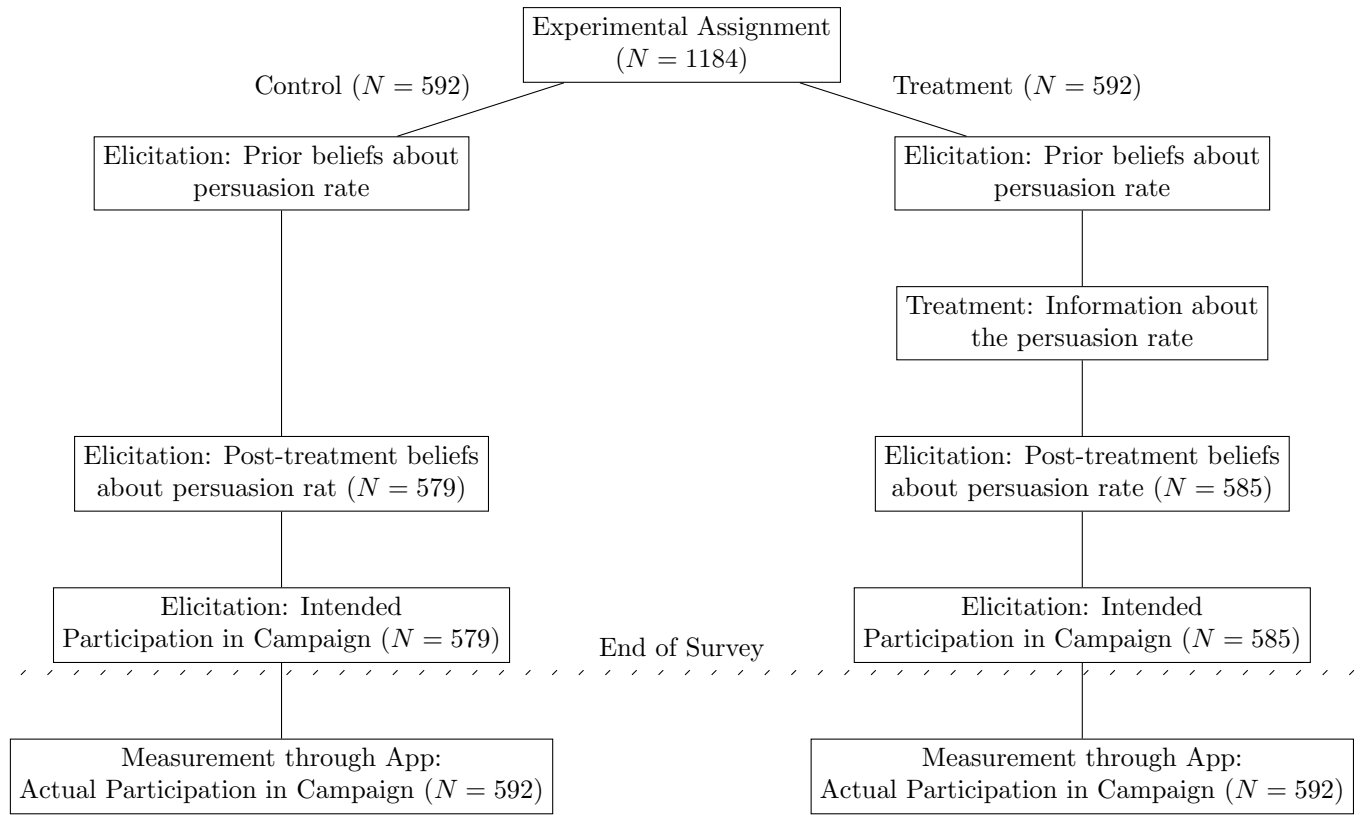 Experimental Assignment
(N = 1184)
Control (N = 592)
Treatment (N = 592)
Elicitation: Prior beliefs about
persuasion rate
Elicitation: Prior beliefs about
persuasion rate
Treatment: Information about
the persuasion rate
Elicitation: Post-treatment beliefs
about persuasion rat (N = 579)
Elicitation: Post-treatment beliefs
about persuasion rate (N = 585)
Elicitation: Intended
Participation in Campaign (N = 579)
Elicitation: Intended
Participation in Campaign (N = 585)
End of Survey
Measurement through App:
Actual Participation in Campaign (N = 592)
Measurement through App:
Actual Participation in Campaign (N = 592)